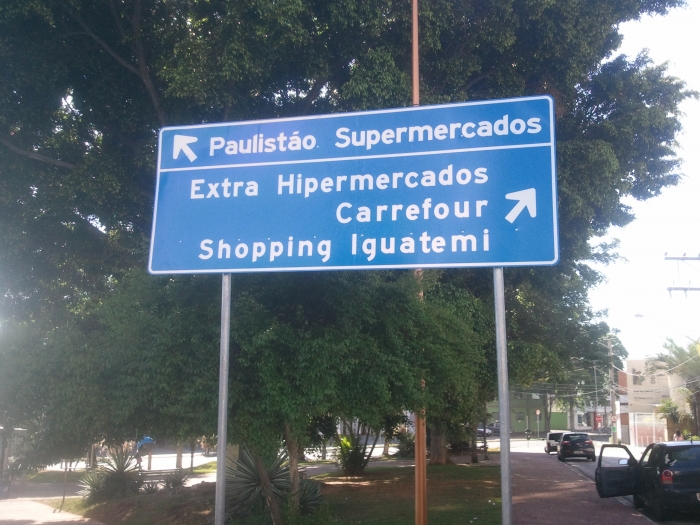 Paulistão Supermercados
Extra Hipermercados
Carrefour
Shopping Iguatemi